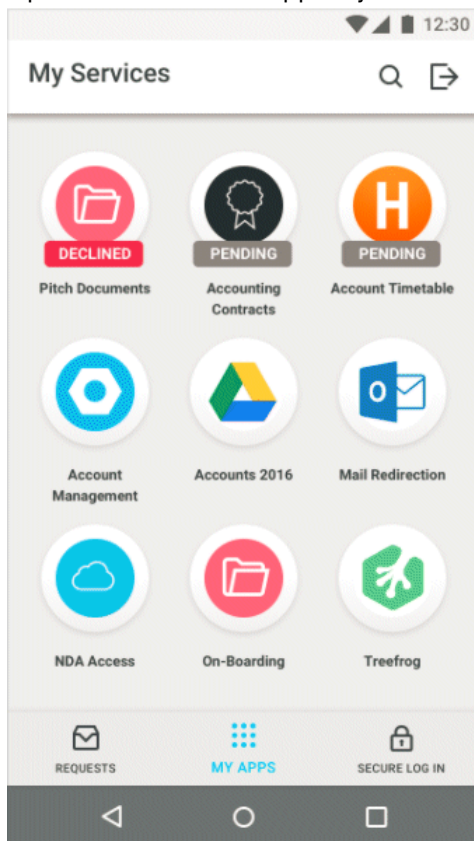 12:30
My Services
DECLINED
PENDING
PENDING
Pitch Documents
Accounting
Contracts
Account Timetable
H
O
Account
Management
Accounts 2016
Mail Redirection
NDA Access
On-Boarding
Treefrog
REQUESTS
MY APPS
SECURE LOG IN